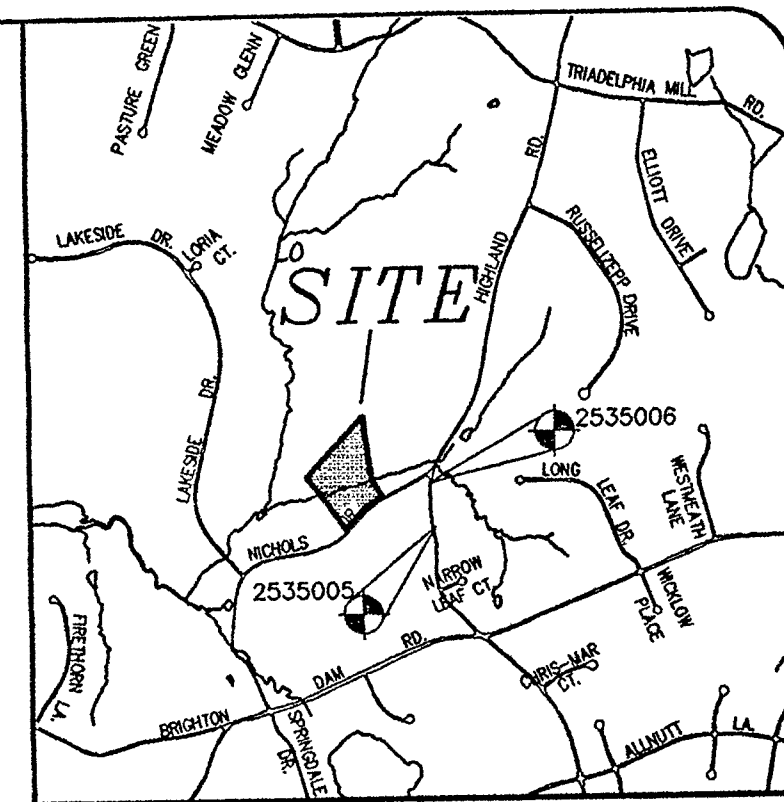 PASTURE GREEN
MEADOW GLENN
TRIADELPHIA MILL RD.
ELLIOTT DRIVE
RD.
HIGHLAND
RUSSELLZEPP DRIVE
LAKESIDE DR.
LORIA
CT.
SITE
LAKESIDE DR.
2535006
LONG LEAF DR.
WESTMEATH
LANE
NICHOLS DR
2535005
NARROW
LEAF CT.
WICKLOW
PLACE
FIRETHORN LA.
BRIGHTON DAM RD.
SPRINGDALE
DR.
CHRIS-MAR
CT.
ALLNUTT LA.